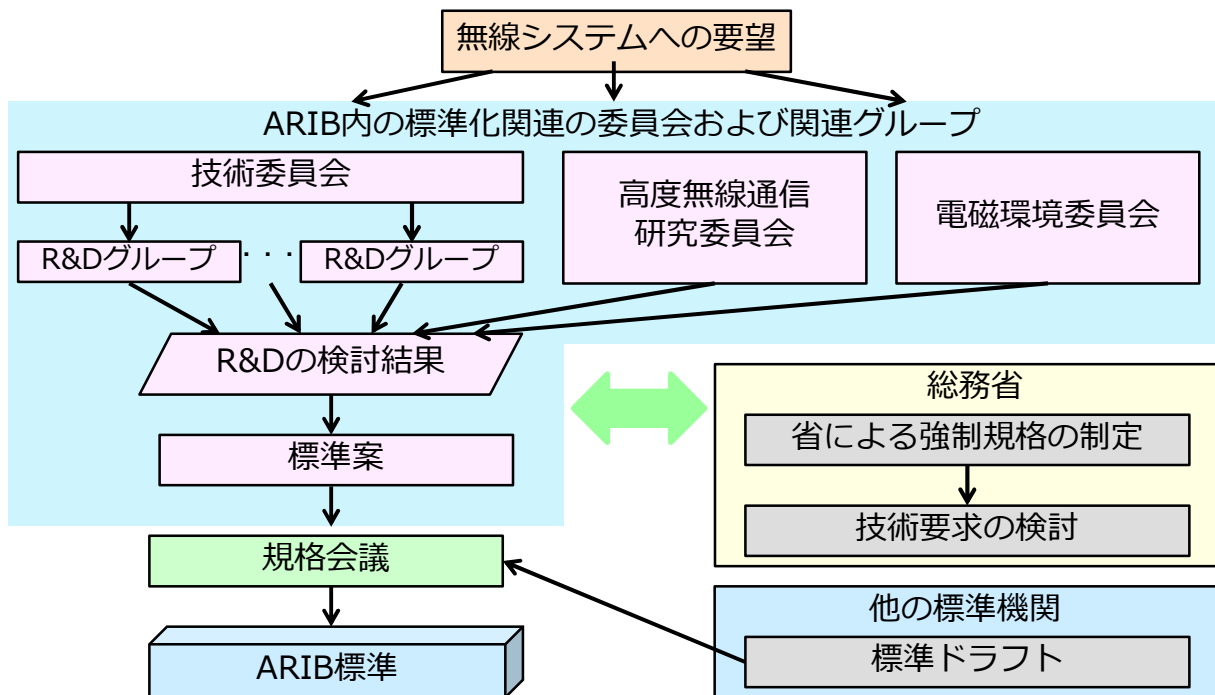 無線システムへの要望
ARIB内の標準化関連の委員会および関連グループ
技術委員会
高度無線通信
研究委員会
電磁環境委員会
R&Dグループ
・・・
R&Dグループ
R&Dの検討結果
標準案
総務省
省による強制規格の制定
技術要求の検討
規格会議
他の標準機関
標準ドラフト
ARIB標準